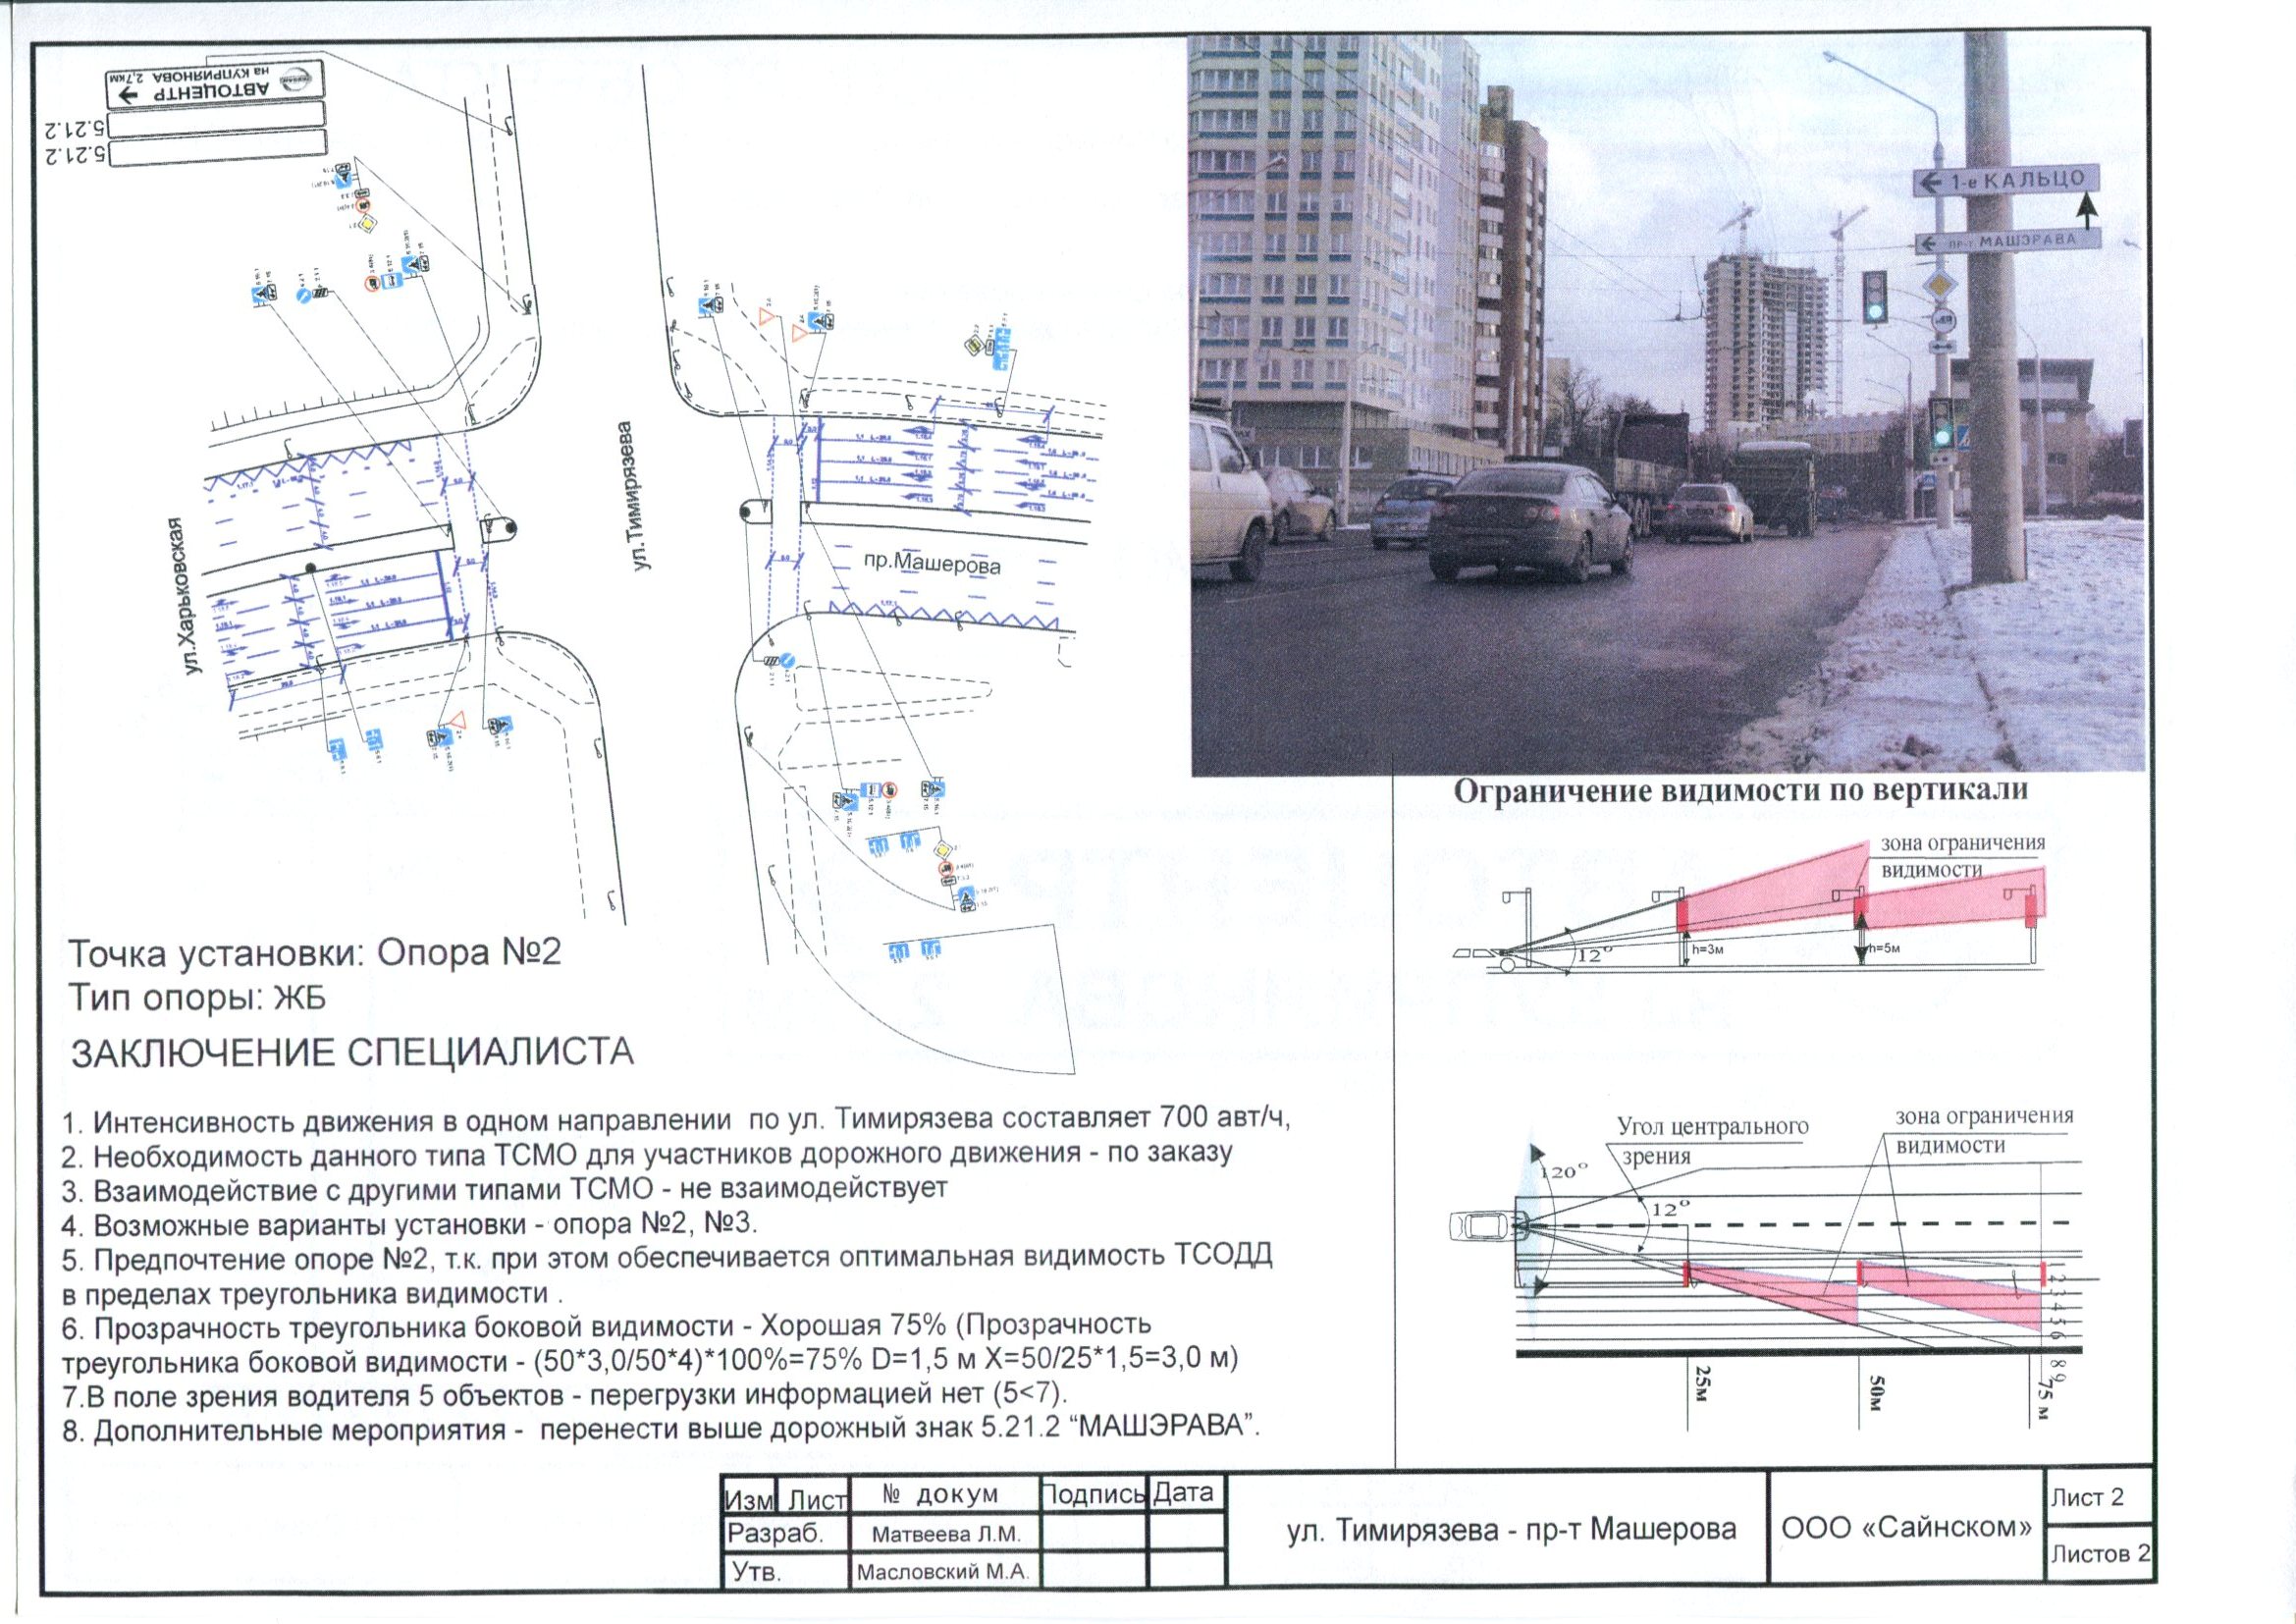 АВТОЦЕНТР
на КУПРИЯНОВА 2,7км
5.21.2
5.21.2
1-е КАЛЬЦО
пр-т МАШЭРАВА
ул.Харьковская
ул.Тимирязева
пр.Машерова
Ограничение видимости по вертикали
зона ограничения
видимости
12°
h=3м
h=5м
Точка установки: Опора №2
Тип опоры: ЖБ
ЗАКЛЮЧЕНИЕ СПЕЦИАЛИСТА
1. Интенсивность движения в одном направлении по ул. Тимирязева составляет 700 авт/ч,
2. Необходимость данного типа ТСМО для участников дорожного движения - по заказу
3. Взаимодействие с другими типами ТСМО - не взаимодействует
4. Возможные варианты установки - опора №2, №3.
5. Предпочтение опоре №2, т.к. при этом обеспечивается оптимальная видимость ТСОДД
в пределах треугольника видимости .
6. Прозрачность треугольника боковой видимости - Хорошая 75% (Прозрачность
треугольника боковой видимости - (50*3,0/50*4)*100%=75% D=1,5 м X=50/25*1,5=3,0 м)
7.В поле зрения водителя 5 объектов - перегрузки информацией нет (5<7).
8. Дополнительные мероприятия - перенести выше дорожный знак 5.21.2 “МАШЭРАВА”.
Угол центрального
зрения
зона ограничения
видимости
120°
12°
2 3 4 5 6
8 9
25м
50м
75 м
Изм Лист № докум Подпись Дата
Разраб. Матвеева Л.М.
Утв. Масловский М.А.
ул. Тимирязева - пр-т Машерова
ООО «Сайнском»
Лист 2
Листов 2